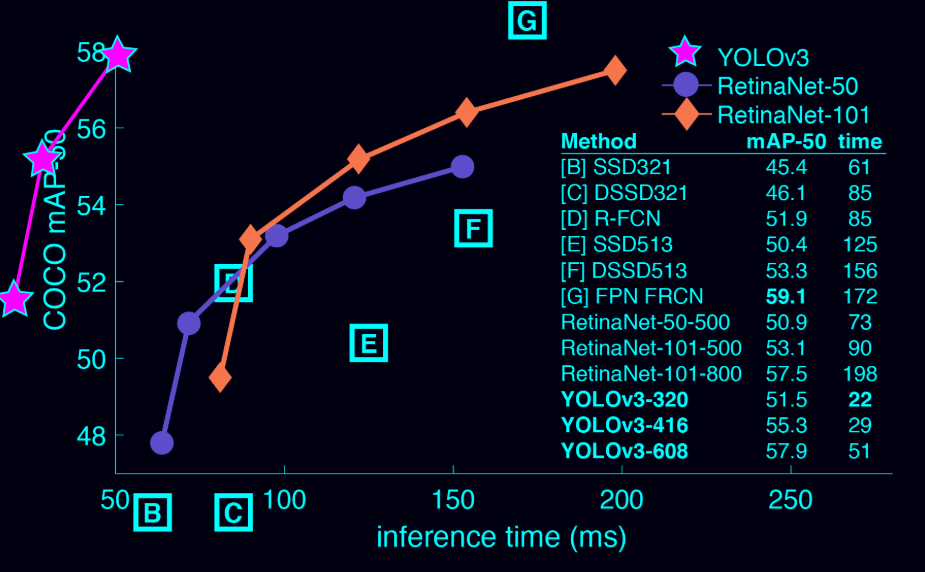 G
58
56
54
52
50
48
COCO mAP-50
YOLOv3
RetinaNet-50
RetinaNet-101
Method mAP-50 time
[B] SSD321 45.4 61
[C] DSSD321 46.1 85
[D] R-FCN 51.9 85
[E] SSD513 50.4 125
[F] DSSD513 53.3 156
[G] FPN FRCN 59.1 172
RetinaNet-50-500 50.9 73
RetinaNet-101-500 53.1 90
RetinaNet-101-800 57.5 198
YOLOv3-320 51.5 22
YOLOv3-416 55.3 29
YOLOv3-608 57.9 51
F
D
E
50 100 150 200 250
B C
inference time (ms)